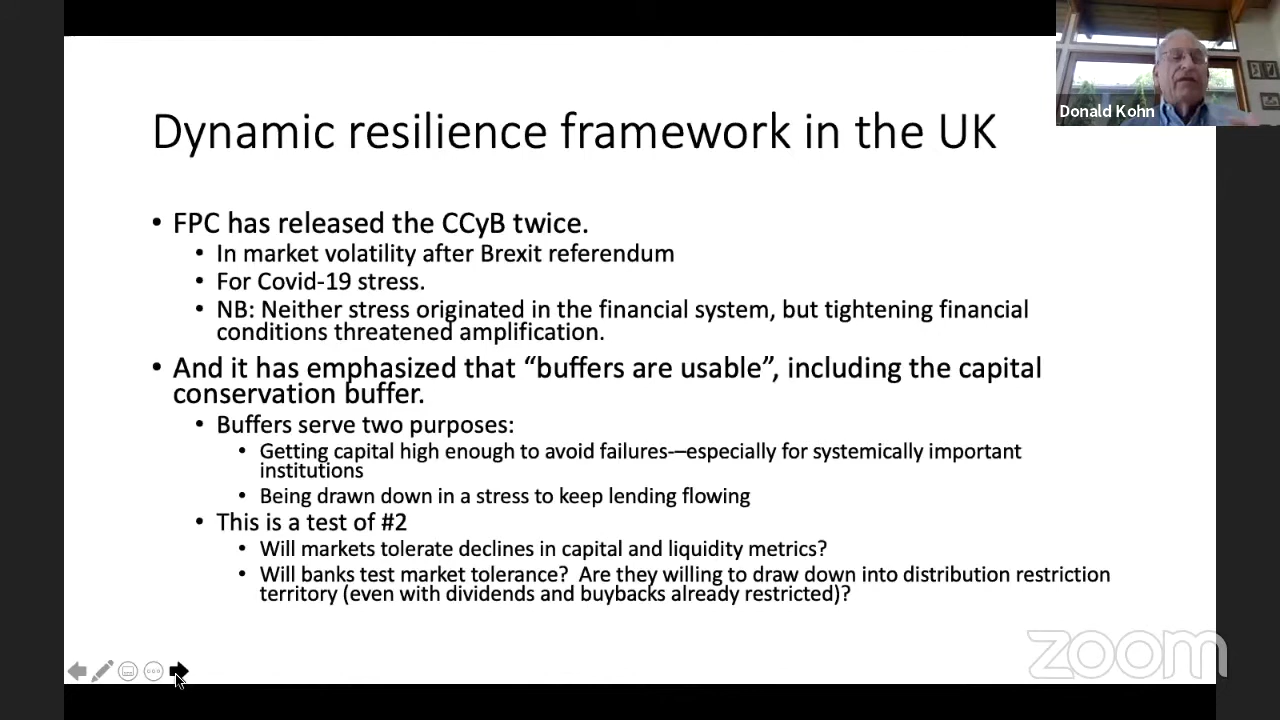 Donald Kohn
Dynamic resilience framework in the UK
• FPC has released the CCyB twice.
• In market volatility after Brexit referendum
• For Covid-19 stress.
• NB: Neither stress originated in the financial system, but tightening financial
conditions threatened amplification.
• And it has emphasized that “buffers are usable”, including the capital
conservation buffer.
• Buffers serve two purposes:
• Getting capital high enough to avoid failures-–especially for systemically important
institutions
• Being drawn down in a stress to keep lending flowing
• This is a test of #2
• Will markets tolerate declines in capital and liquidity metrics?
• Will banks test market tolerance?  Are they willing to draw down into distribution restriction
territory (even with dividends and buybacks already restricted)?
zoom